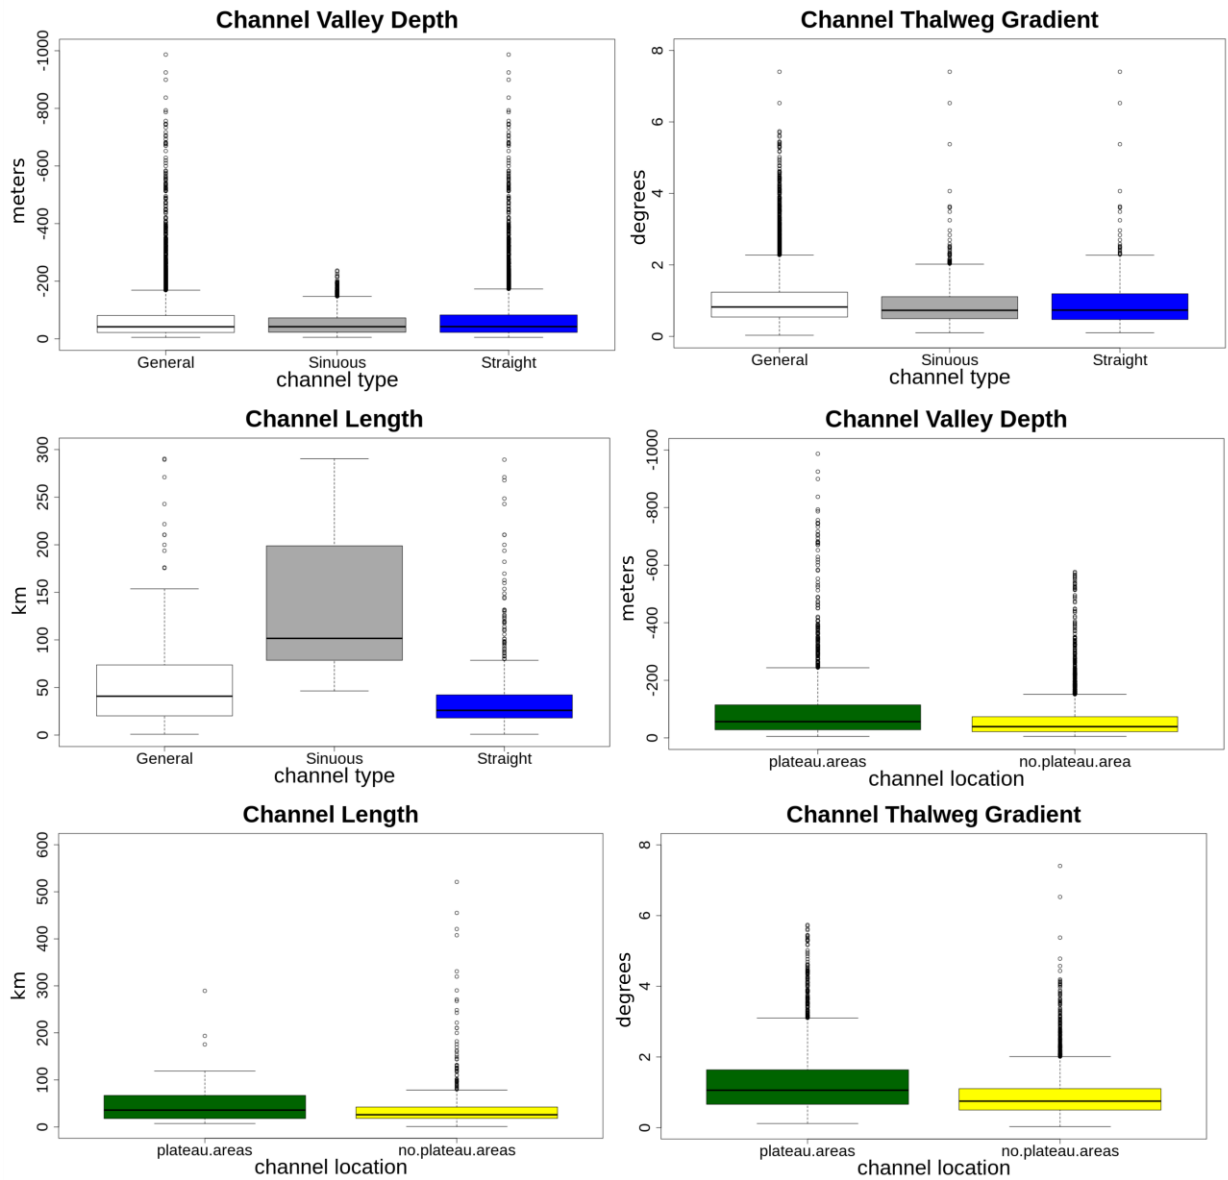 Channel Valley Depth
-1000
-800
-600
-400
-200
0
meters
General Sinuous Straight
channel type
Channel Thalweg Gradient
8
6
4
2
0
degrees
General Sinuous Straight
channel type
Channel Length
300
250
200
150
100
50
0
km
General Sinuous Straight
channel type
Channel Valley Depth
-1000
-800
-600
-400
-200
0
meters
plateau.areas no.plateau.area
channel location
Channel Length
600
500
400
300
200
100
0
km
plateau.areas no.plateau.areas
channel location
Channel Thalweg Gradient
8
6
4
2
0
degrees
plateau.areas no.plateau.areas
channel location